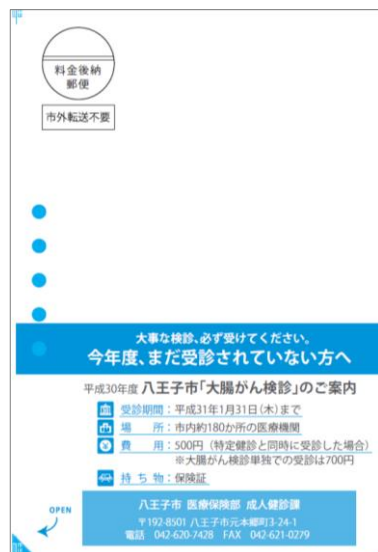 料金後納
郵便
市外転送不要
大事な検診、必ず受けてください。
今年度、まだ受診されていない方へ
平成30年度 八王子市「大腸がん検診」のご案内
受診期間：平成31年1月31日(木)まで
場　所：市内約180か所の医療機関
費　用：500円（特定健診と同時に受診した場合）
※大腸がん検診単独での受診は700円
持ち物：保険証
OPEN
八王子市 医療保険部 成人健診課
〒192-8501 八王子市元本郷町3-24-1
電話　042-620-7428　FAX　042-621-0279